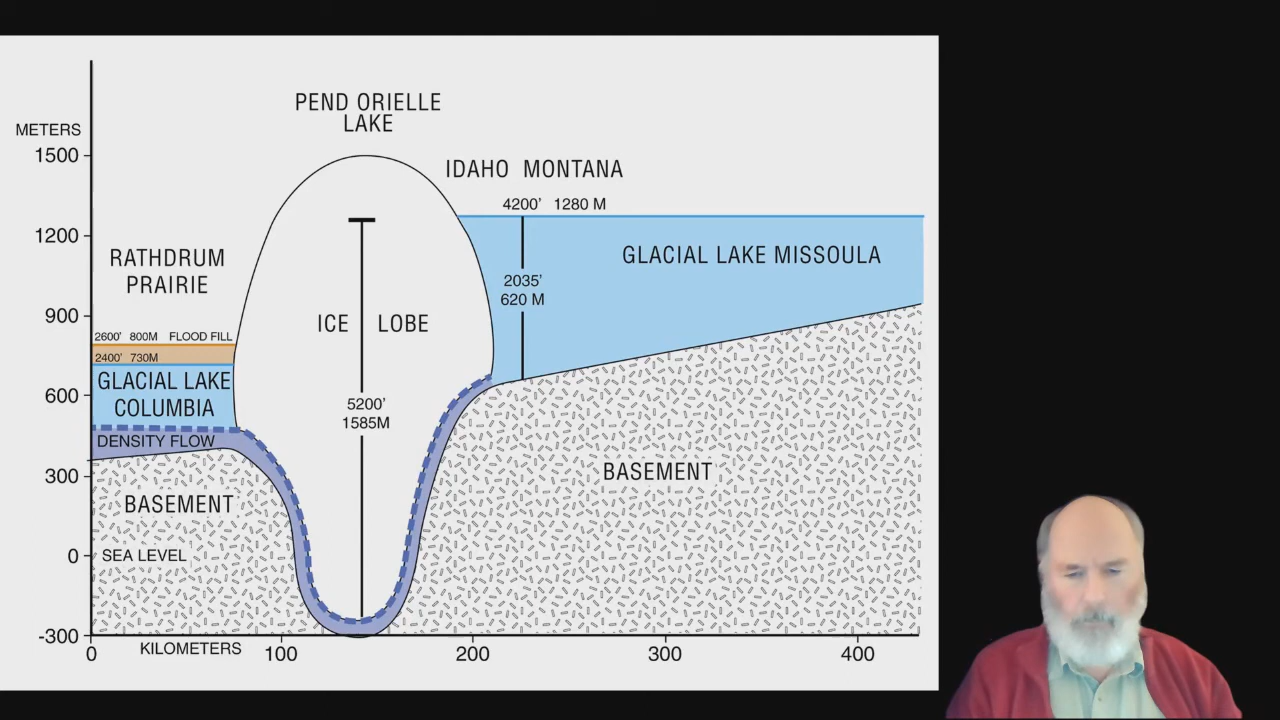 PEND ORIELLE
LAKE
METERS
1500
1200
900
600
300
0
-300
IDAHO MONTANA
4200' 1280 M
GLACIAL LAKE MISSOULA
2035'
620 M
RATHDRUM
PRAIRIE
ICE LOBE
2600' 800M FLOOD FILL
2400' 730M
GLACIAL LAKE
COLUMBIA
DENSITY FLOW
5200'
1585M
BASEMENT
BASEMENT
SEA LEVEL
KILOMETERS
0 100 200 300 400